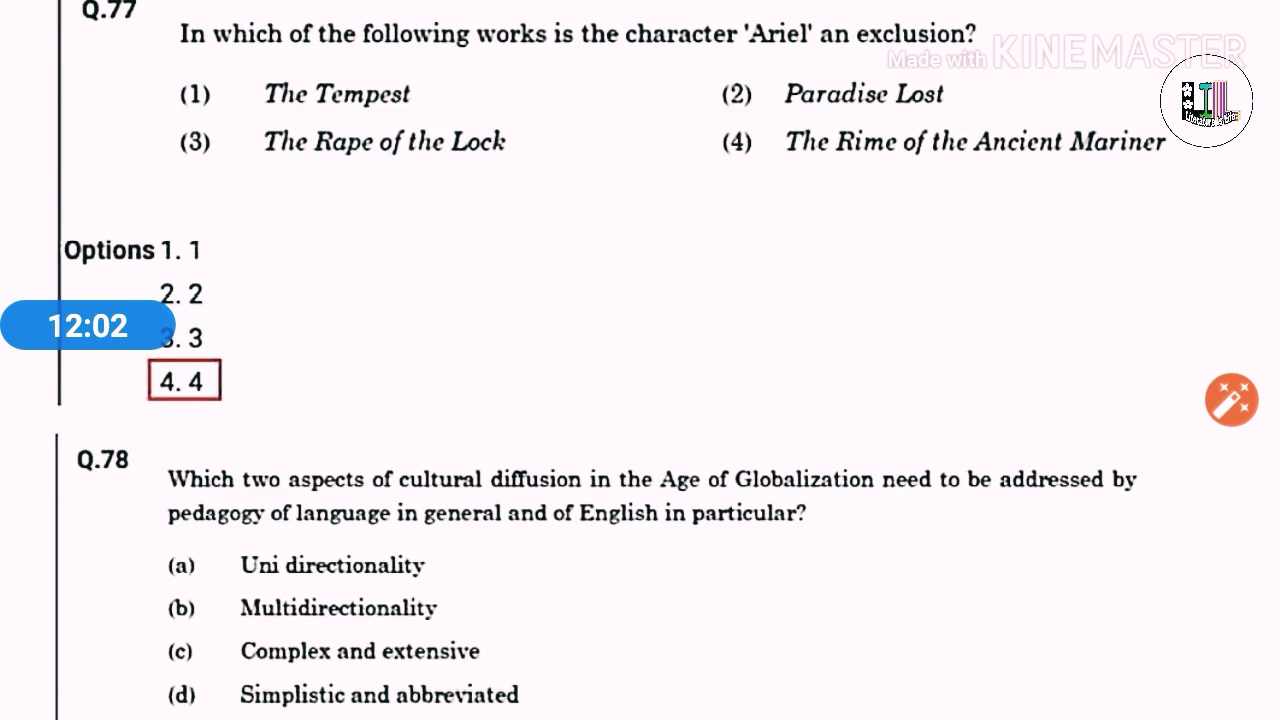 Q.77
In which of the following works is the character 'Ariel' an exclusion?
Made with KINEMASTER
(1) The Tempest (2) Paradise Lost
(3) The Rape of the Lock (4) The Rime of the Ancient Mariner
Options 1. 1
2. 2
12:02
3. 3
4. 4
Q.78
Which two aspects of cultural diffusion in the Age of Globalization need to be addressed by
pedagogy of language in general and of English in particular?
(a) Uni directionality
(b) Multidirectionality
(c) Complex and extensive
(d) Simplistic and abbreviated